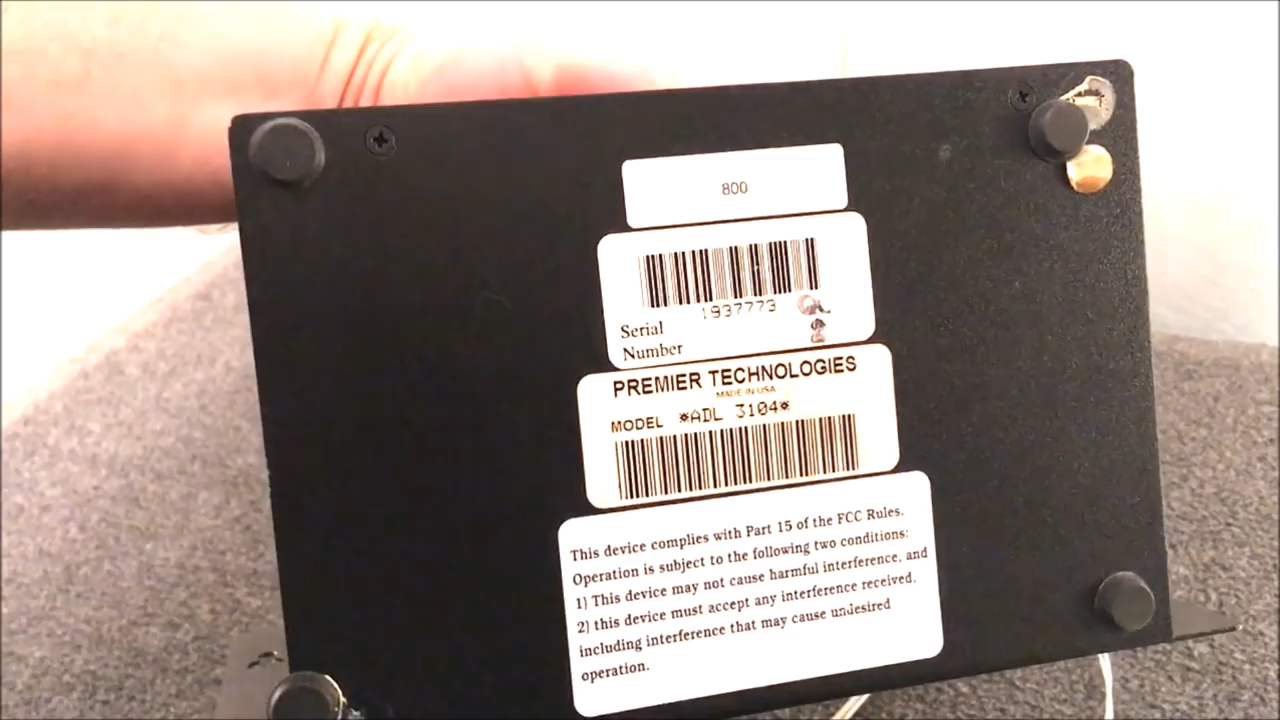 800
1937773
Serial
Number
PREMIER TECHNOLOGIES
MADE IN USA
MODEL *ADL 3104*
This device complies with Part 15 of the FCC Rules.
Operation is subject to the following two conditions:
1) This device may not cause harmful interference, and
2) this device must accept any interference received,
including interference that may cause undesired
operation.